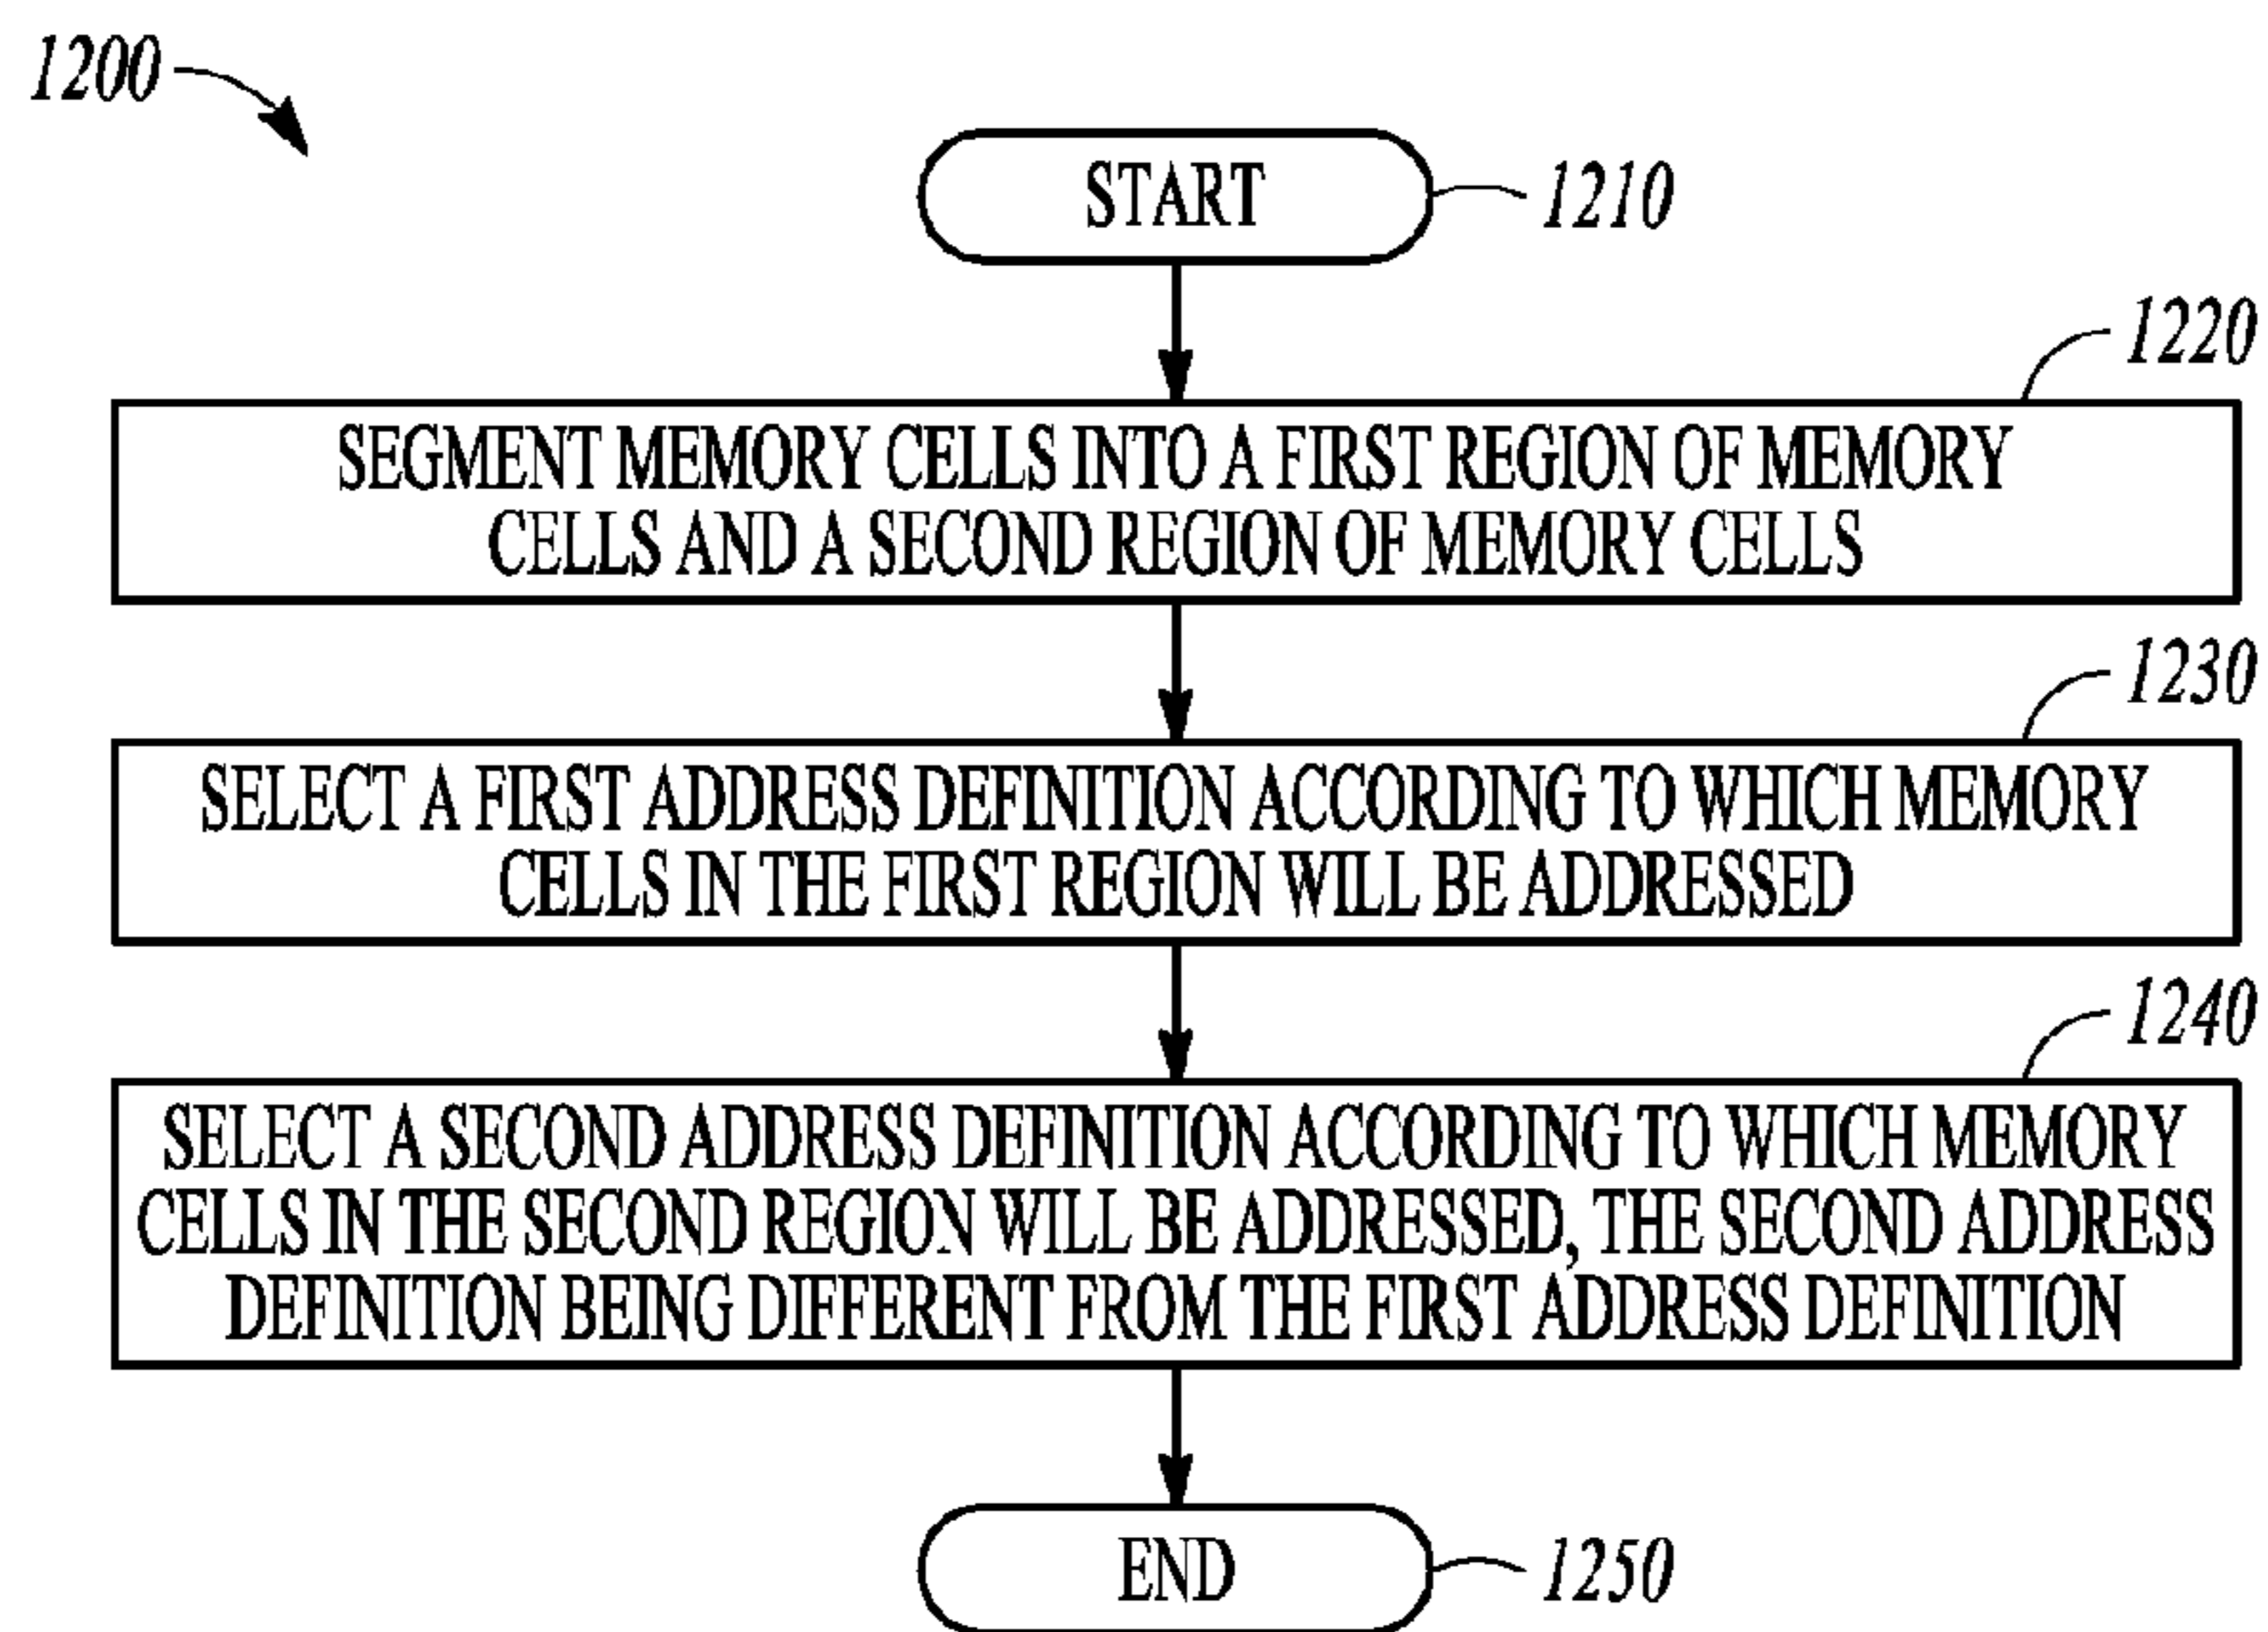 1200
START
1210
1220
SEGMENT MEMORY CELLS INTO A FIRST REGION OF MEMORY
CELLS AND A SECOND REGION OF MEMORY CELLS
1230
SELECT A FIRST ADDRESS DEFINITION ACCORDING TO WHICH MEMORY
CELLS IN THE FIRST REGION WILL BE ADDRESSED
1240
SELECT A SECOND ADDRESS DEFINITION ACCORDING TO WHICH MEMORY
CELLS IN THE SECOND REGION WILL BE ADDRESSED, THE SECOND ADDRESS
DEFINITION BEING DIFFERENT FROM THE FIRST ADDRESS DEFINITION
END
1250